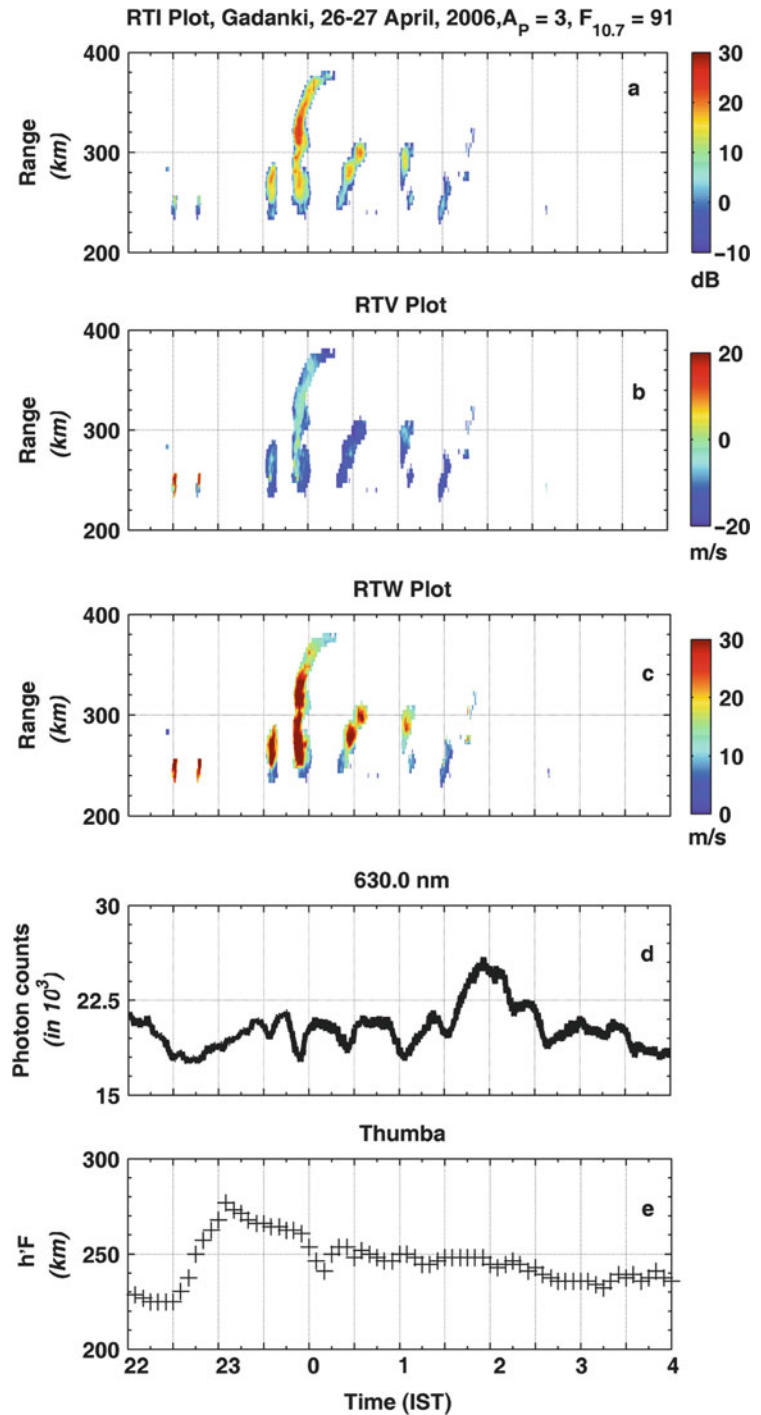 RTI Plot, Gadanki, 26-27 April, 2006,A_P = 3, F_10.7 = 91
400
300
200
Range
(km)
a
30
20
10
0
−10
dB
RTV Plot
400
300
200
Range
(km)
b
20
0
−20
m/s
RTW Plot
400
300
200
Range
(km)
c
30
20
10
0
m/s
630.0 nm
30
22.5
15
Photon counts
(in 10^3)
d
Thumba
300
250
200
h'F
(km)
e
22 23 0 1 2 3 4
Time (IST)